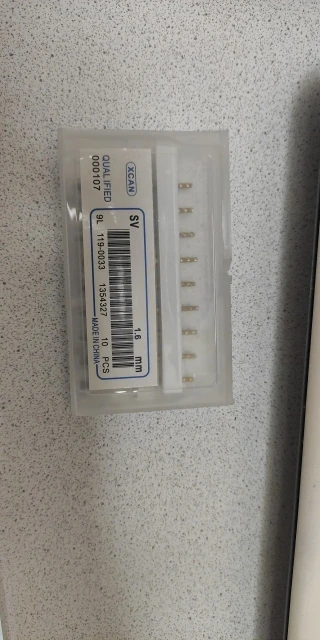 XCAN
QUALIFIED
000107
SV
1.6 mm
9L 119-0033 1354327 10 PCS
MADE IN CHINA